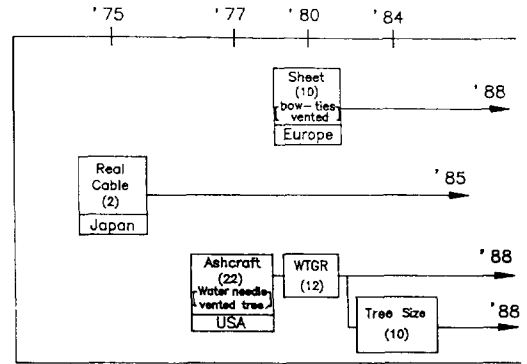 '75 '77 '80 '84
Sheet
(10)
[bow-ties
vented]
Europe
'88
Real
Cable
(2)
Japan
'85
Ashcraft
(22)
[Water needle
vented tree]
USA
WTGR
(12)
'88
Tree Size
(10)
'88